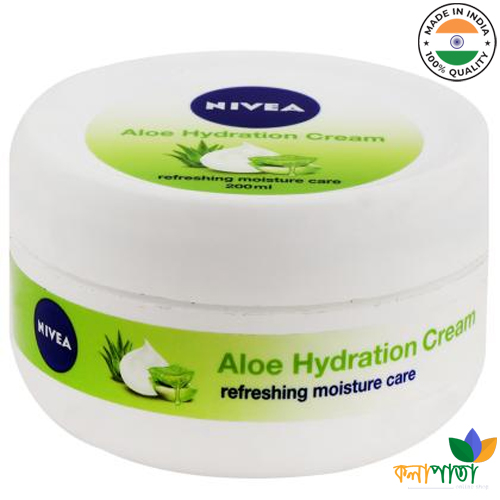 MADE IN INDIA
100% QUALITY
NIVEA
Aloe Hydration Cream
refreshing moisture care
200ml
NIVEA
Aloe Hydration Cream
refreshing moisture care
কলাপাতা